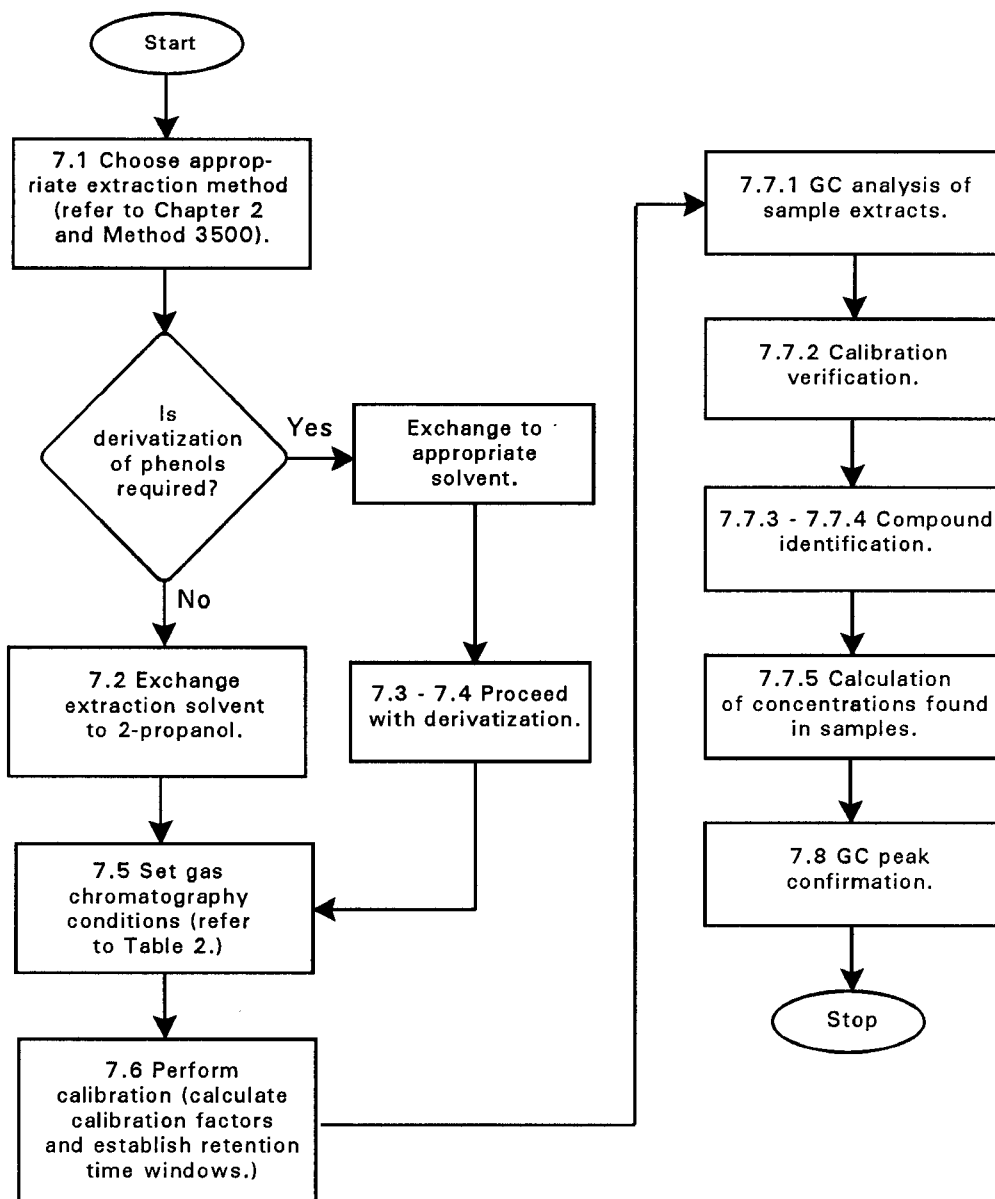 Start
7.1 Choose approp-
riate extraction method
(refer to Chapter 2
and Method 3500).
Is
derivatization
of phenols
required?
Yes
Exchange to
appropriate
solvent.
No
7.2 Exchange
extraction solvent
to 2-propanol.
7.3 - 7.4 Proceed
with derivatization.
7.5 Set gas
chromatography
conditions (refer
to Table 2.)
7.6 Perform
calibration (calculate
calibration factors
and establish retention
time windows.)
7.7.1 GC analysis of
sample extracts.
7.7.2 Calibration
verification.
7.7.3 - 7.7.4 Compound
identification.
7.7.5 Calculation
of concentrations found
in samples.
7.8 GC peak
confirmation.
Stop